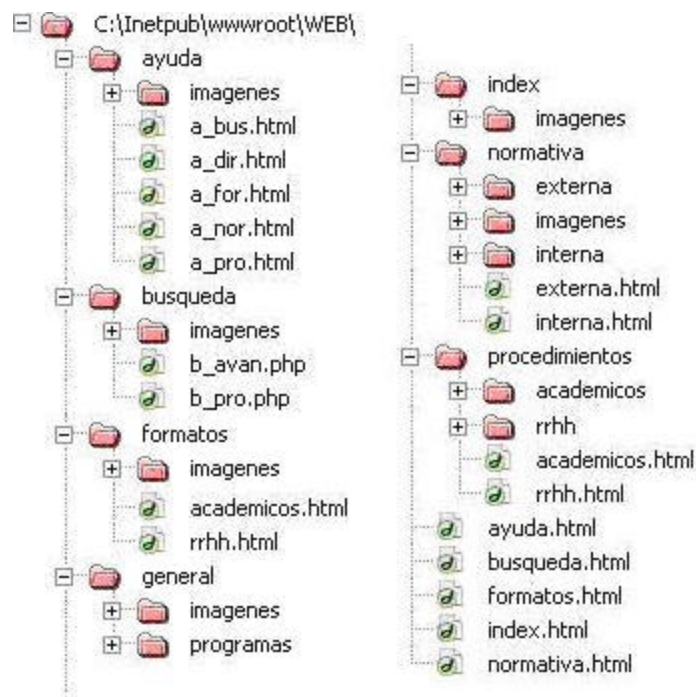 C:\Inetpub\wwwroot\WEB\
ayuda
imagenes
a_bus.html
a_dir.html
a_for.html
a_nor.html
a_pro.html
busqueda
imagenes
b_avan.php
b_pro.php
formatos
imagenes
academicos.html
rrhh.html
general
imagenes
programas
index
imagenes
normativa
externa
imagenes
interna
externa.html
interna.html
procedimientos
academicos
rrhh
academicos.html
rrhh.html
ayuda.html
busqueda.html
formatos.html
index.html
normativa.html